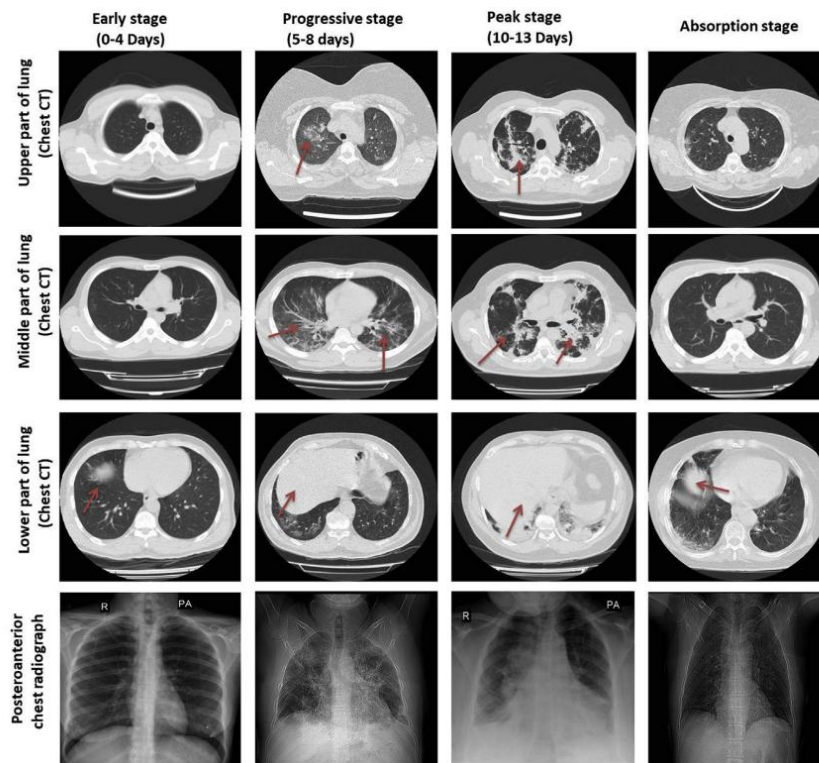 Early stage
(0-4 Days)
Progressive stage
(5-8 days)
Peak stage
(10-13 Days)
Absorption stage
Upper part of lung
(Chest CT)
Middle part of lung
(Chest CT)
Lower part of lung
(Chest CT)
Posteroanterior
chest radiograph
R
PA
R
PA